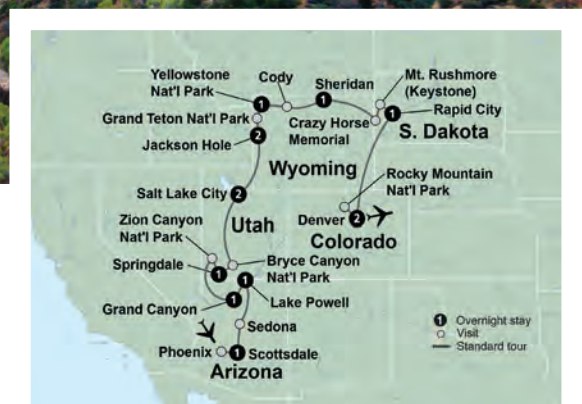 Yellowstone
Nat'l Park
Cody
Sheridan
Mt. Rushmore
(Keystone)
1
1
1
Rapid City
Grand Teton Nat'l Park
Crazy Horse
Memorial
S. Dakota
Jackson Hole
2
Wyoming
Rocky Mountain
Nat'l Park
Salt Lake City
2
Zion Canyon
Nat'l Park
Utah
Denver
2
Colorado
Springdale
1
Bryce Canyon
Nat'l Park
1
Lake Powell
Grand Canyon
1
Sedona
Phoenix
1
Scottsdale
Arizona
1 Overnight stay
Visit
Standard tour